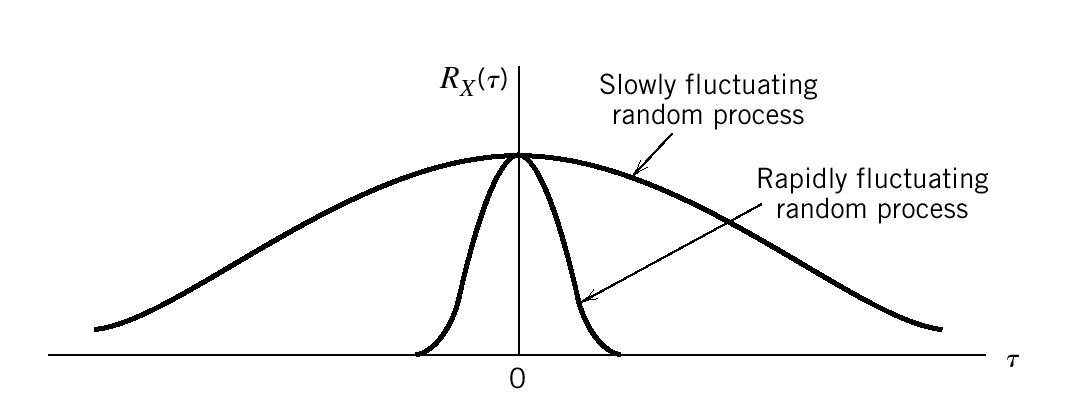 R_X(τ)
Slowly fluctuating
random process
Rapidly fluctuating
random process
τ
0